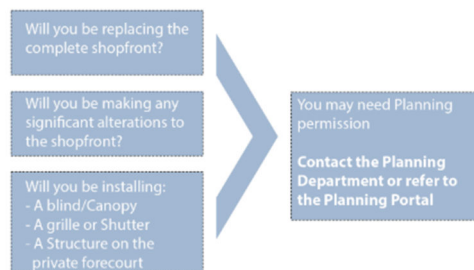 Will you be replacing the
complete shopfront?
Will you be making any
significant alterations to
the shopfront?
Will you be installing:
- A blind/Canopy
- A grille or Shutter
- A Structure on the
private forecourt
You may need Planning
permission
Contact the Planning
Department or refer to
the Planning Portal